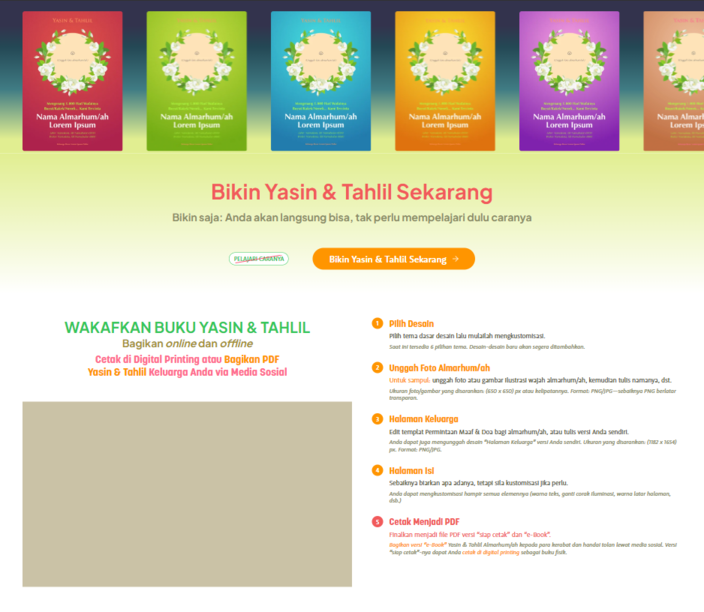 Yasin & Tahlil
Nama Almarhum/ah
Lorem Ipsum
Nama Almarhum/ah
Lorem Ipsum
Nama Almarhum/ah
Lorem Ipsum
Nama Almarhum/ah
Lorem Ipsum
Nama Almarhum/ah
Lorem Ipsum
Bikin Yasin & Tahlil Sekarang
Bikin saja: Anda akan langsung bisa, tak perlu mempelajari dulu caranya
PELAJARI CARANYA
Bikin Yasin & Tahlil Sekarang →
WAKAFKAN BUKU YASIN & TAHLIL
Bagikan online dan offline
Cetak di Digital Printing atau Bagikan PDF
Yasin & Tahlil Keluarga Anda via Media Sosial
1 Pilih Desain
Pilih tema dasar desain lalu mulailah mengkustomisasi.
Saat ini tersedia 6 pilihan tema. Desain-desain baru akan segera ditambahkan.
2 Unggah Foto Almarhum/ah
Untuk sampul: unggah foto atau gambar ilustrasi wajah almarhum/ah, kemudian tulis namanya, dst.
Ukuran foto/gambar yang disarankan: (650 x 650) px atau kelipatannya. Format: PNG/JPG—sebaiknya PNG berlatar
transparan.
3 Halaman Keluarga
Edit templat Permintaan Maaf & Doa bagi almarhum/ah, atau tulis versi Anda sendiri.
Anda dapat juga mengunggah desain "Halaman Keluarga" versi Anda sendiri. Ukuran yang disarankan: (1182 x 1654)
px. Format: PNG/JPG.
4 Halaman Isi
Sebaiknya biarkan apa adanya, tetapi sila kustomisasi jika perlu.
Anda dapat mengkustomisasi hampir semua elemennya (warna teks, ganti corak iluminasi, warna latar halaman,
dsb.)
5 Cetak Menjadi PDF
Finalkan menjadi file PDF versi "siap cetak" dan "e-Book".
Bagikan versi "e-Book" Yasin & Tahlil Almarhum/ah kepada para kerabat dan handai tolan lewat media sosial. Versi
"siap cetak"-nya dapat Anda cetak di digital printing sebagai buku fisik.